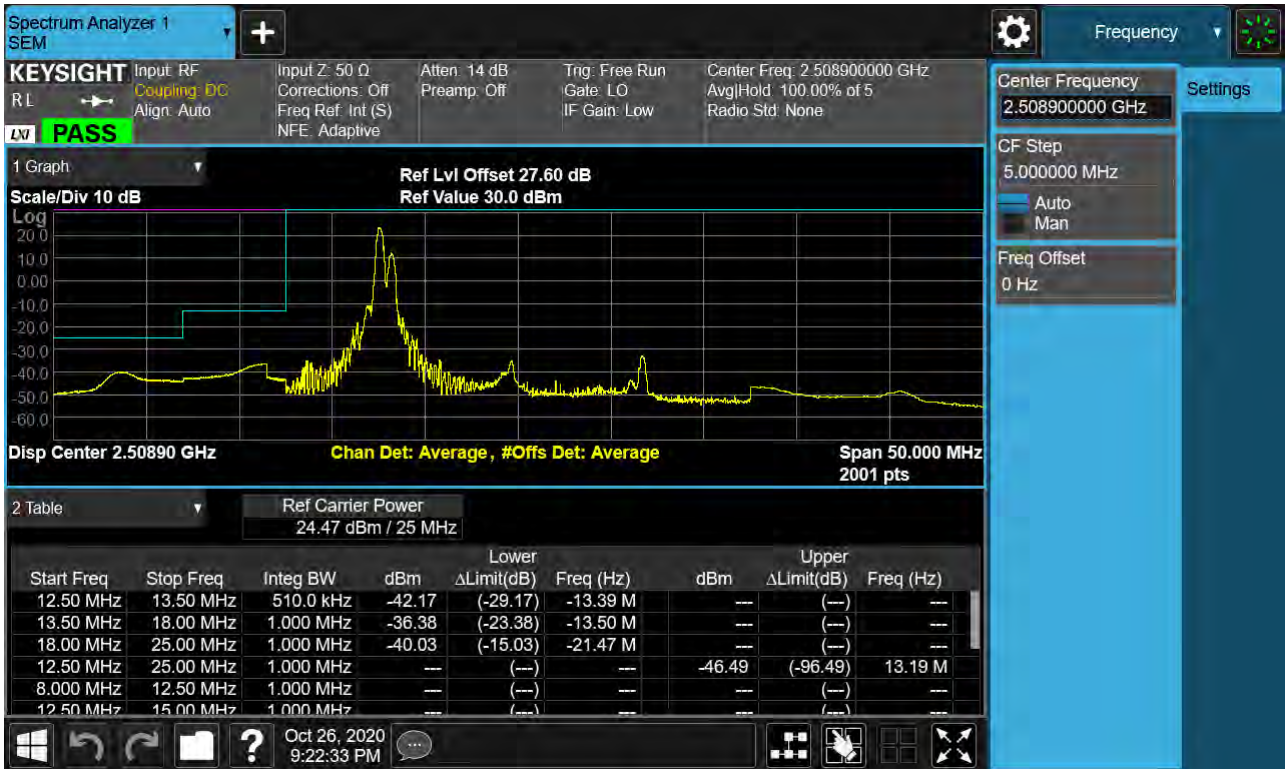 Spectrum Analyzer 1
SEM
+
Frequency
KEYSIGHT Input: RF Input Z: 50 Ω Atten: 14 dB Trig: Free Run Center Freq: 2.508900000 GHz
R L Coupling: DC Corrections: Off Preamp: Off Gate: LO Avg|Hold: 100.00% of 5
Align: Auto Freq Ref: Int (S) IF Gain: Low Radio Std: None
LXI PASS NFE: Adaptive
1 Graph
Ref Lvl Offset 27.60 dB
Scale/Div 10 dB Ref Value 30.0 dBm
Log
20.0
10.0
0.00
-10.0
-20.0
-30.0
-40.0
-50.0
-60.0
Disp Center 2.50890 GHz Chan Det: Average, #Offs Det: Average Span 50.000 MHz
2001 pts
2 Table Ref Carrier Power
24.47 dBm / 25 MHz
Lower Upper
Start Freq Stop Freq Integ BW dBm ΔLimit(dB) Freq (Hz) dBm ΔLimit(dB) Freq (Hz)
12.50 MHz 13.50 MHz 510.0 kHz -42.17 (-29.17) -13.39 M --- (---) ---
13.50 MHz 18.00 MHz 1.000 MHz -36.38 (-23.38) -13.50 M --- (---) ---
18.00 MHz 25.00 MHz 1.000 MHz -40.03 (-15.03) -21.47 M --- (---) ---
12.50 MHz 25.00 MHz 1.000 MHz --- (---) --- -46.49 (-96.49) 13.19 M
8.000 MHz 12.50 MHz 1.000 MHz --- (---) --- --- (---) ---
12.50 MHz 15.00 MHz 1.000 MHz --- (---) --- --- (---) ---
? Oct 26, 2020
9:22:33 PM
Center Frequency
2.508900000 GHz
Settings
CF Step
5.000000 MHz
Auto
Man
Freq Offset
0 Hz